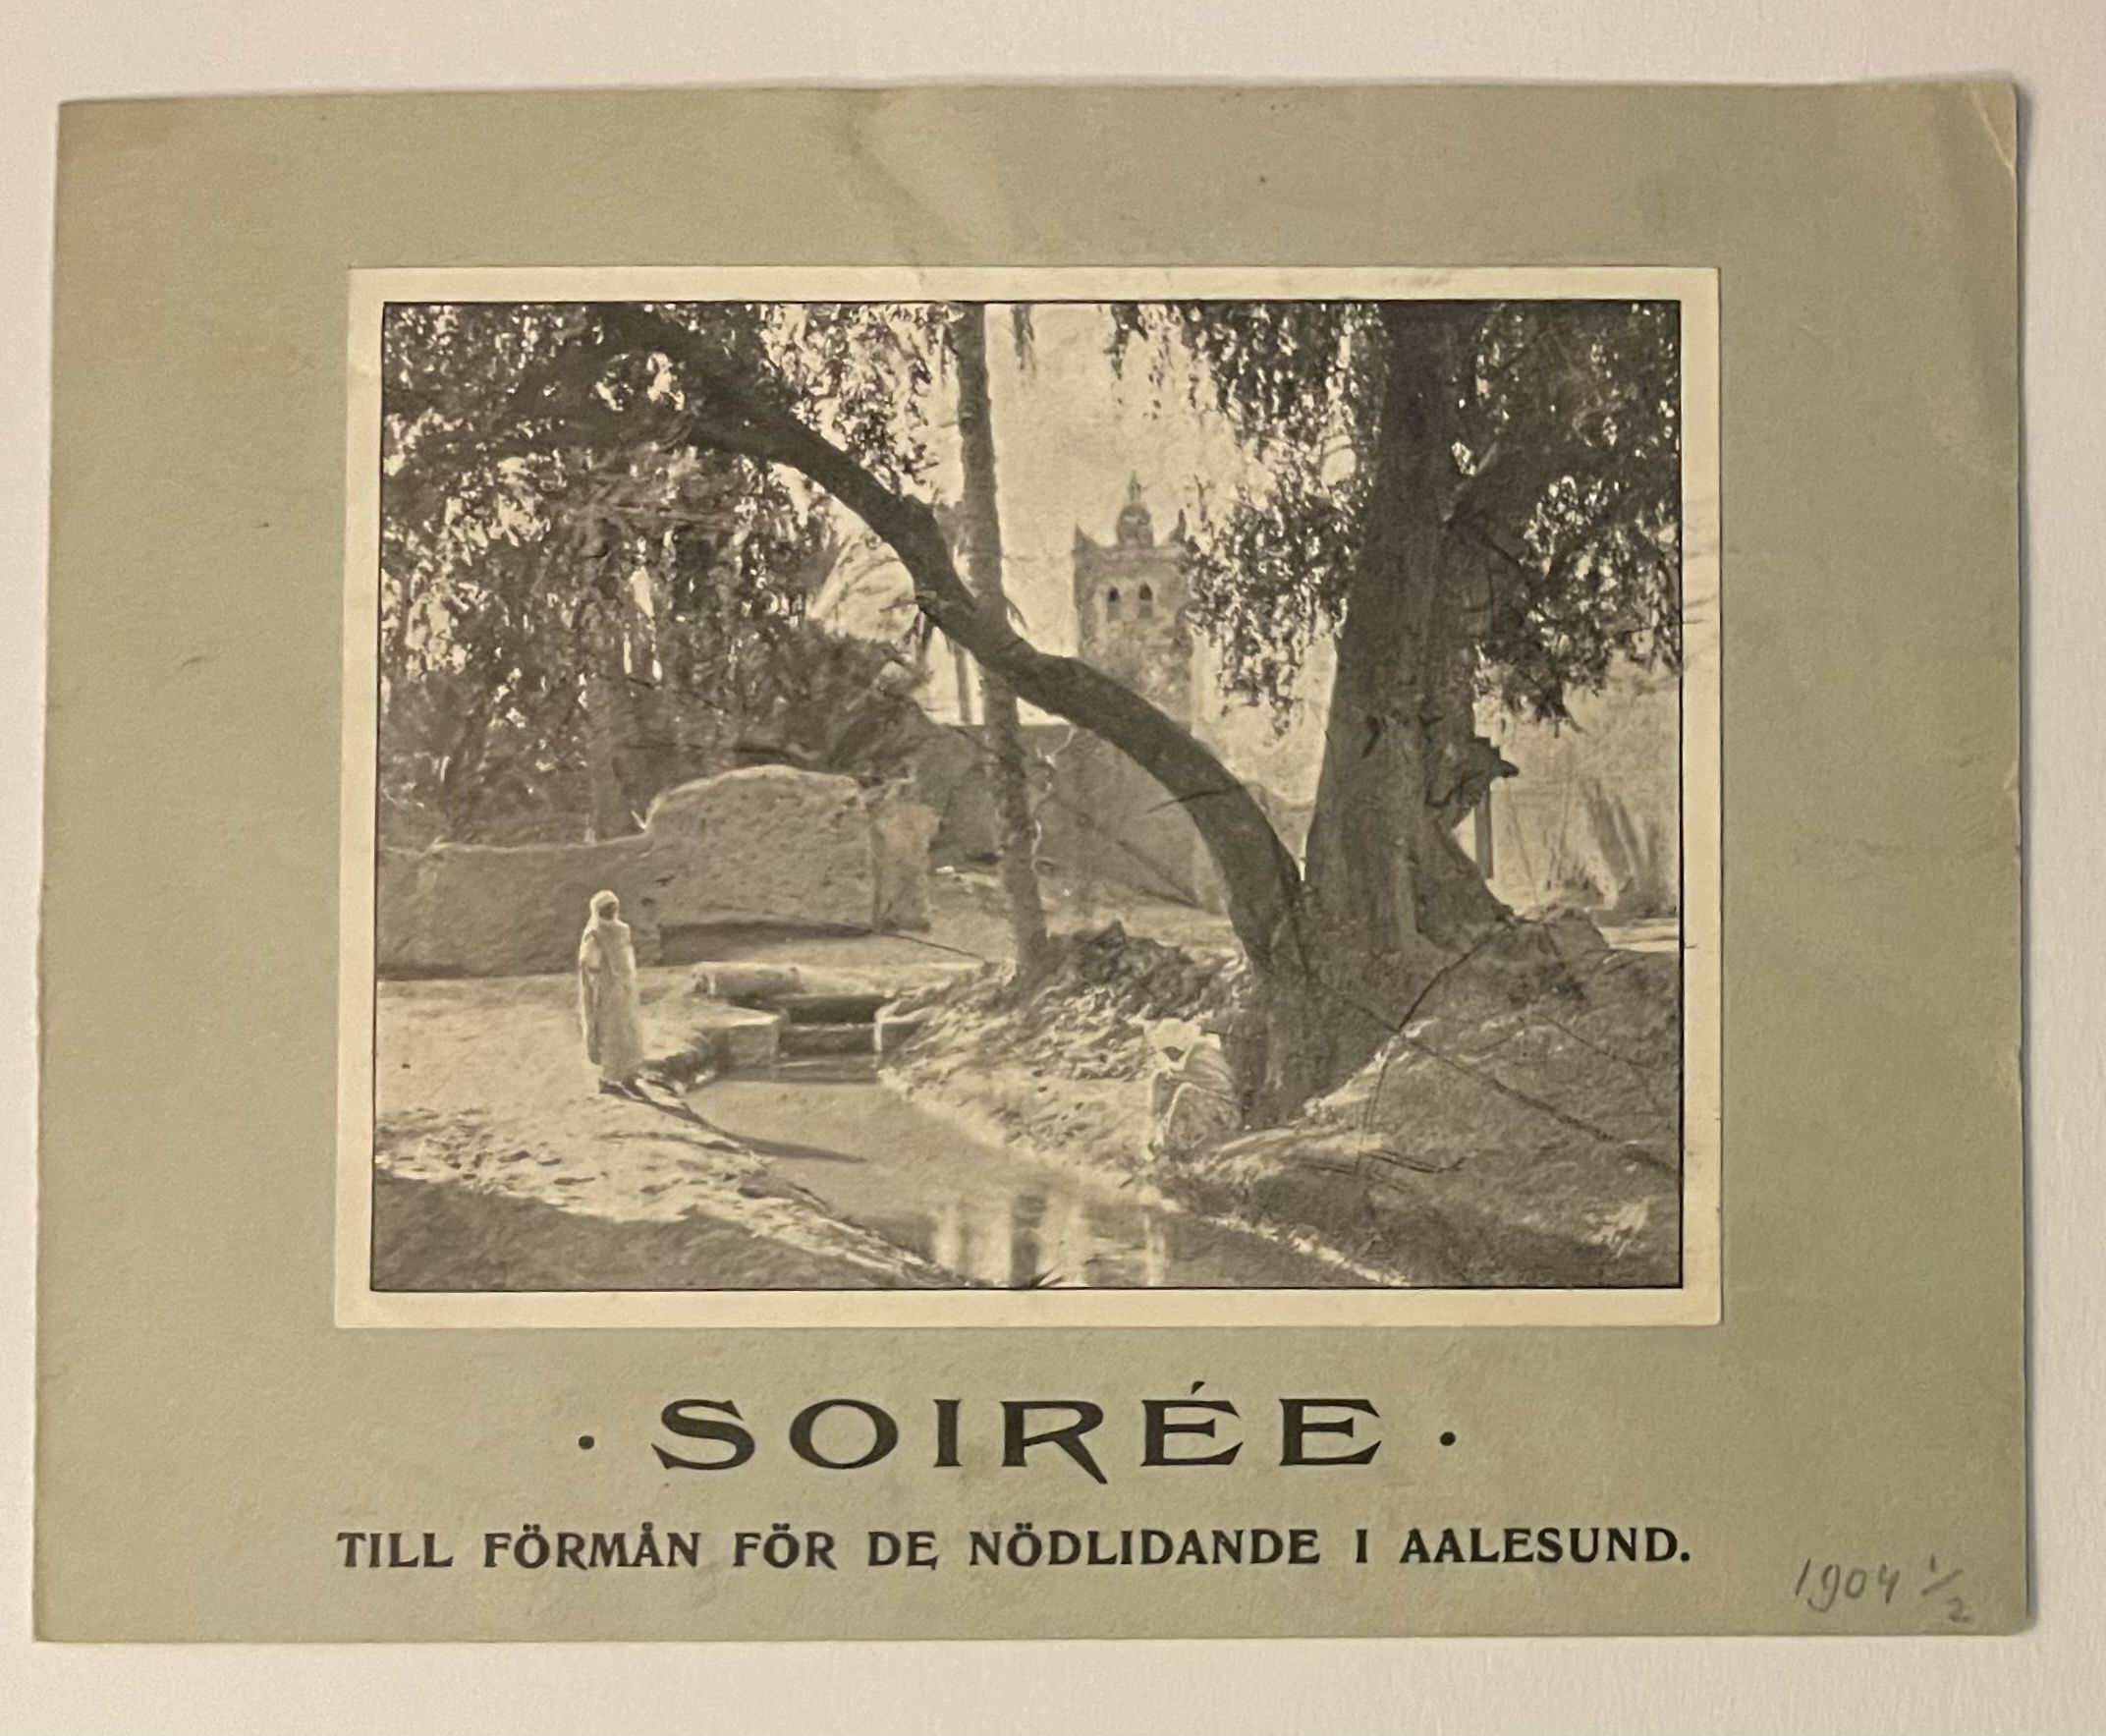 · SOIRÉE ·
TILL FÖRMÅN FÖR DE NÖDLIDANDE I AALESUND.
1904 1/2